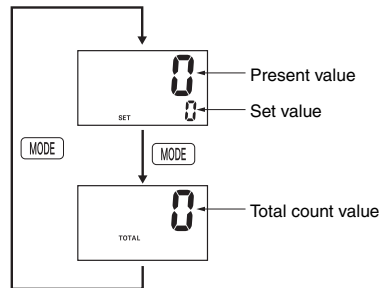 0
Present value
SET 0
Set value
MODE
MODE
0
Total count value
TOTAL